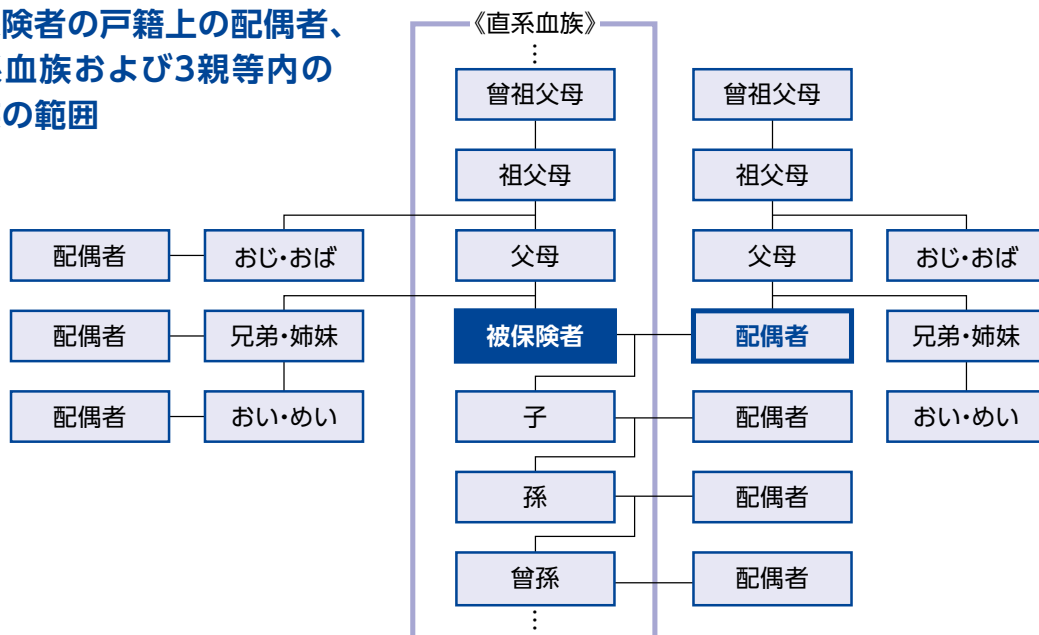 険者の戸籍上の配偶者、
血族および3親等内の
の範囲
《直系血族》
⋮
曾祖父母 曾祖父母
祖父母 祖父母
配偶者 おじ・おば 父母 父母 おじ・おば
配偶者 兄弟・姉妹 被保険者 配偶者 兄弟・姉妹
配偶者 おい・めい 子 配偶者 おい・めい
孫 配偶者
曾孫 配偶者
⋮